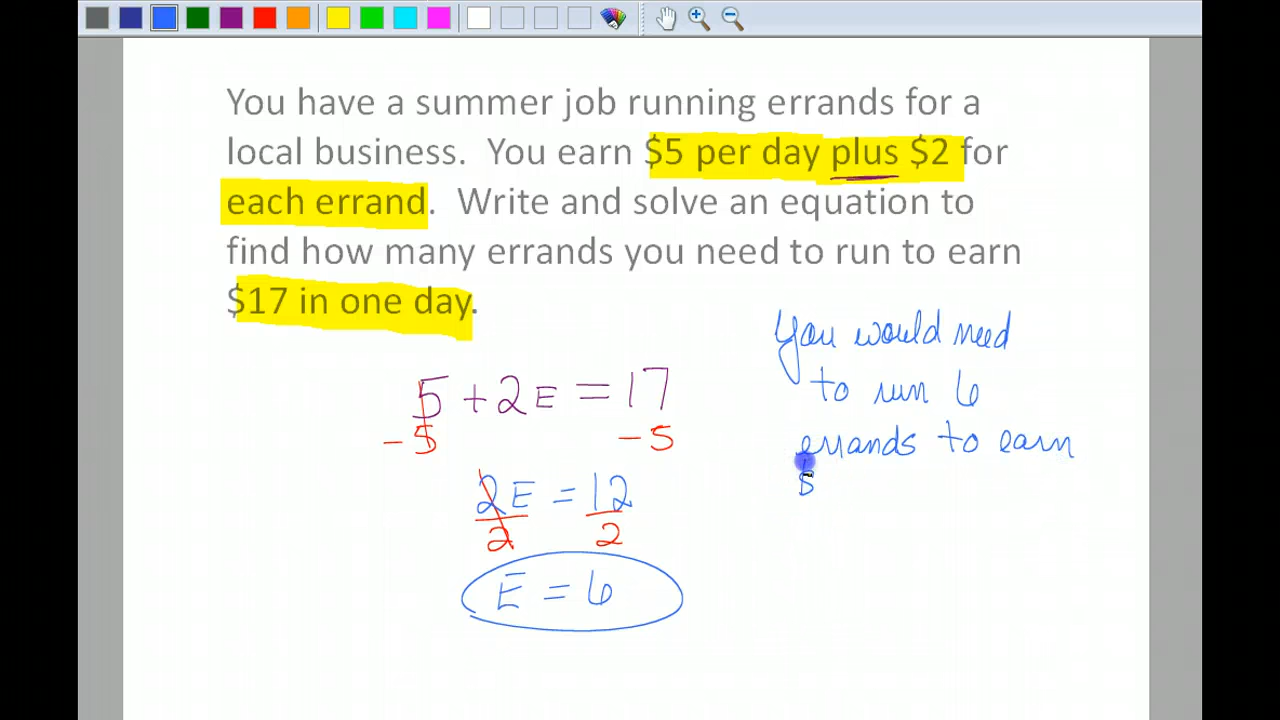 You have a summer job running errands for a
local business. You earn $5 per day plus $2 for
each errand. Write and solve an equation to
find how many errands you need to run to earn
$17 in one day.
5 + 2E = 17
- 5 - 5
2E = 12
2 2
E = 6
You would need
to run 6
errands to earn
$